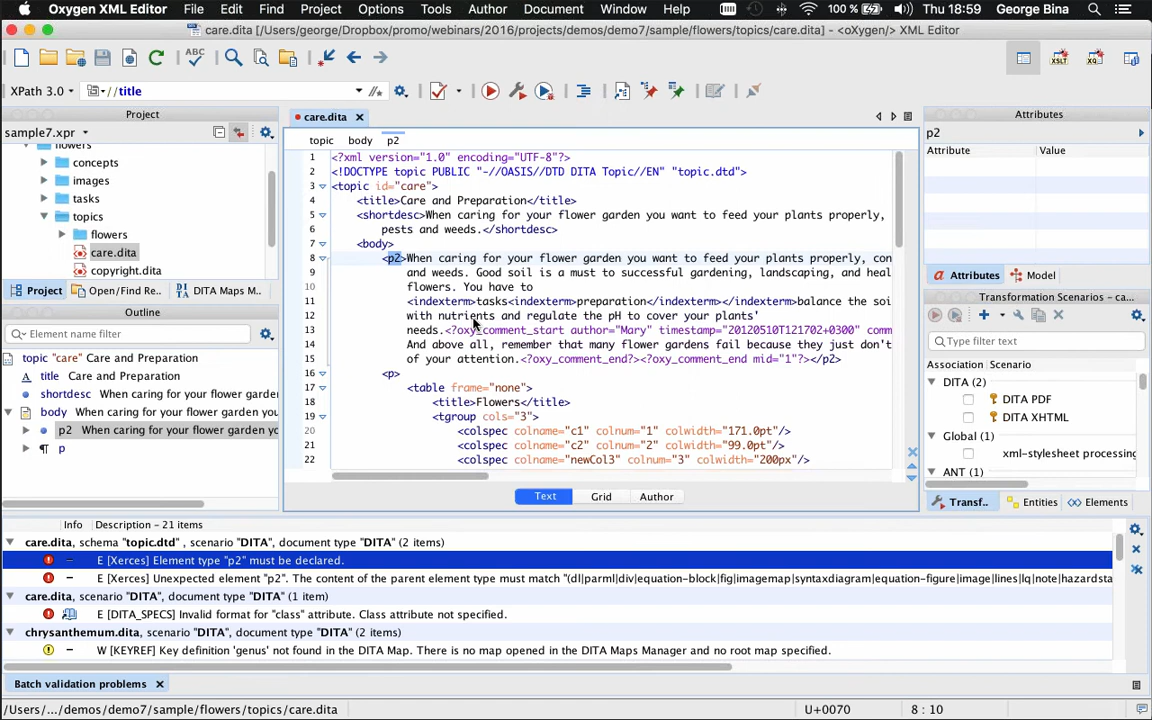 Oxygen XML Editor File Edit Find Project Options Tools Author Document Window Help 100 % Thu 18:59 George Bina
care.dita [/Users/george/Dropbox/promo/webinars/2016/projects/demos/demo7/sample/flowers/topics/care.dita] - <oXygen/> XML Editor
XPath 3.0 //title
Project
sample7.xpr
flowers
concepts
images
tasks
topics
flowers
care.dita
copyright.dita
Project Open/Find Re... DITA Maps M...
Outline
Element name filter
topic "care" Care and Preparation
title Care and Preparation
shortdesc When caring for your flower garden
body When caring for your flower garden you
p2 When caring for your flower garden yo
p
care.dita
topic body p2
1 <?xml version="1.0" encoding="UTF-8"?>
2 <!DOCTYPE topic PUBLIC "-//OASIS//DTD DITA Topic//EN" "topic.dtd">
3 <topic id="care">
4 <title>Care and Preparation</title>
5 <shortdesc>When caring for your flower garden you want to feed your plants properly,
6 pests and weeds.</shortdesc>
7 <body>
8 <p2>When caring for your flower garden you want to feed your plants properly, con
9 and weeds. Good soil is a must to successful gardening, landscaping, and heal
10 flowers. You have to
11 <indexterm>tasks<indexterm>preparation</indexterm></indexterm>balance the soi
12 with nutrients and regulate the pH to cover your plants'
13 needs.<?oxy_comment_start author="Mary" timestamp="20120510T121702+0300" comm
14 And above all, remember that many flower gardens fail because they just don't
15 of your attention.<?oxy_comment_end?><?oxy_comment_end mid="1"?></p2>
16 <p>
17 <table frame="none">
18 <title>Flowers</title>
19 <tgroup cols="3">
20 <colspec colname="c1" colnum="1" colwidth="171.0pt"/>
21 <colspec colname="c2" colnum="2" colwidth="99.0pt"/>
22 <colspec colname="newCol3" colnum="3" colwidth="200px"/>
Text Grid Author
Attributes
p2
Attribute Value
Attributes Model
Transformation Scenarios - ca...
Type filter text
Association Scenario
DITA (2)
DITA PDF
DITA XHTML
Global (1)
xml-stylesheet processing
ANT (1)
Transf... Entities Elements
Info Description - 21 items
care.dita, schema "topic.dtd" , scenario "DITA", document type "DITA" (2 items)
E [Xerces] Element type "p2" must be declared.
E [Xerces] Unexpected element "p2". The content of the parent element type must match "(dl|parml|div|equation-block|fig|imagemap|syntaxdiagram|equation-figure|image|lines|lq|note|hazardsta
care.dita, scenario "DITA", document type "DITA" (1 item)
E [DITA_SPECS] Invalid format for "class" attribute. Class attribute not specified.
chrysanthemum.dita, scenario "DITA", document type "DITA" (2 items)
W [KEYREF] Key definition 'genus' not found in the DITA Map. There is no map opened in the DITA Maps Manager and no root map specified.
Batch validation problems
/Users/.../demos/demo7/sample/flowers/topics/care.dita U+0070 8 : 10